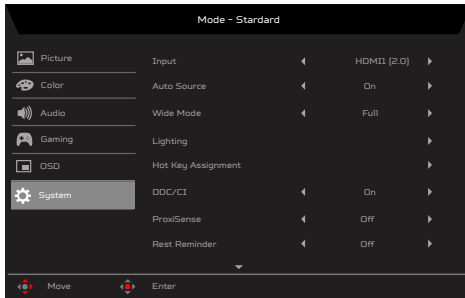 Mode - Standard
Picture
Color
Audio
Gaming
OSD
System
Input HDMI1 (2.0)
Auto Source On
Wide Mode Full
Lighting
Hot Key Assignment
DDC/CI On
ProxiSense Off
Rest Reminder Off
Move Enter